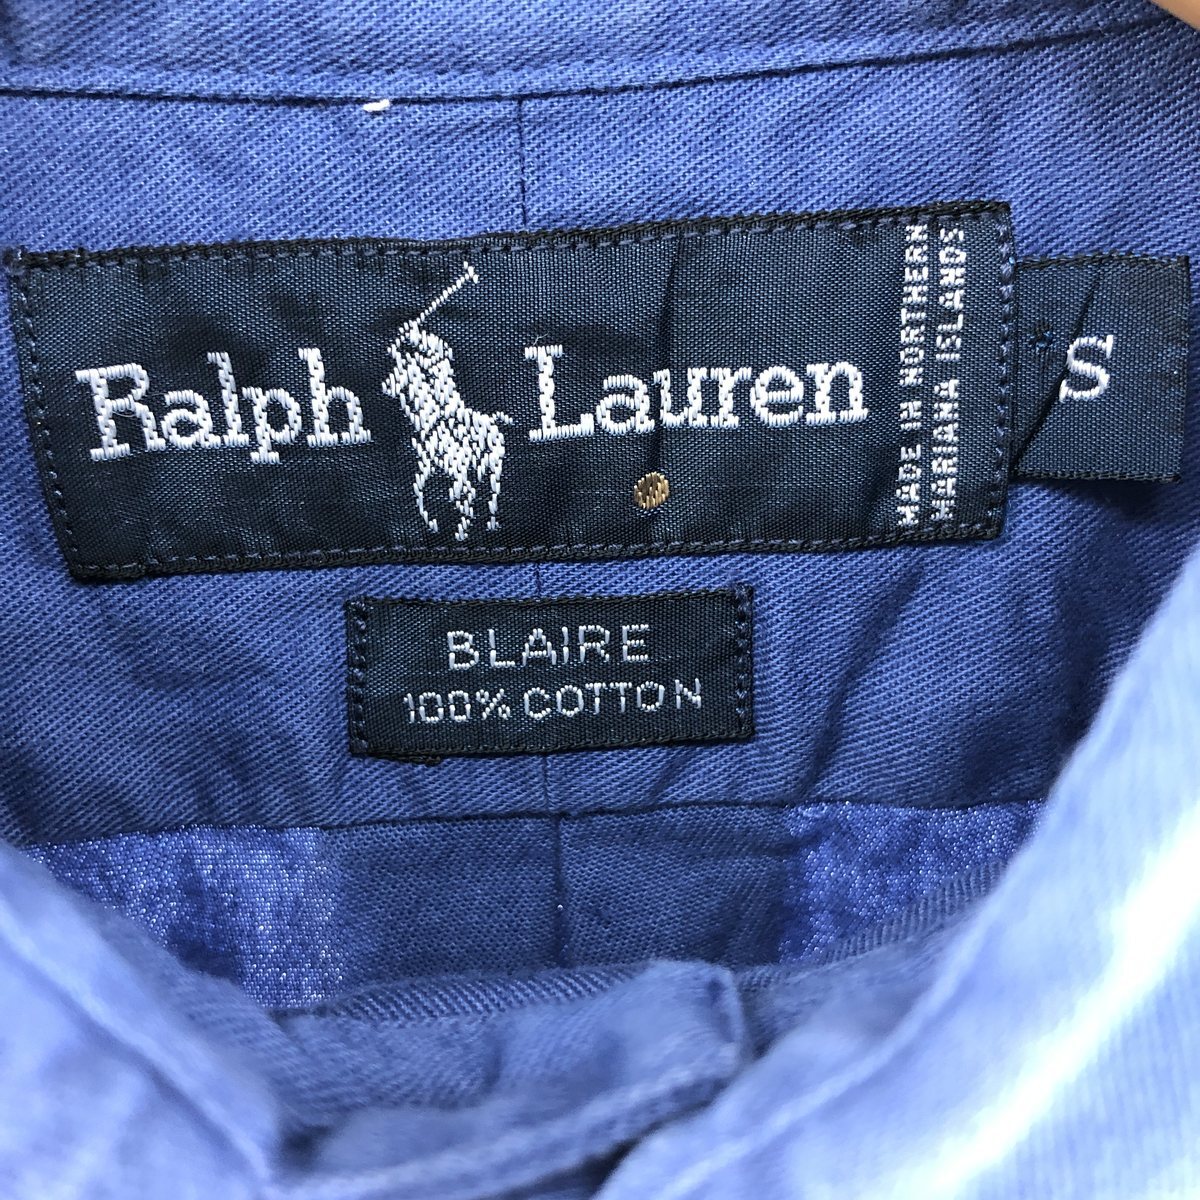 Ralph Lauren
MADE IN NORTHERN
MARIANA ISLANDS
S
BLAIRE
100% COTTON